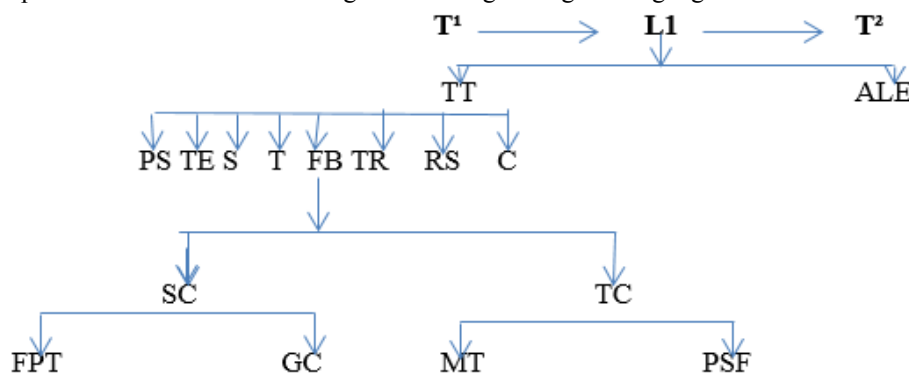 T¹ L1 T²
TT ALE
PS TE S T FB TR RS C
SC TC
FPT GC MT PSF